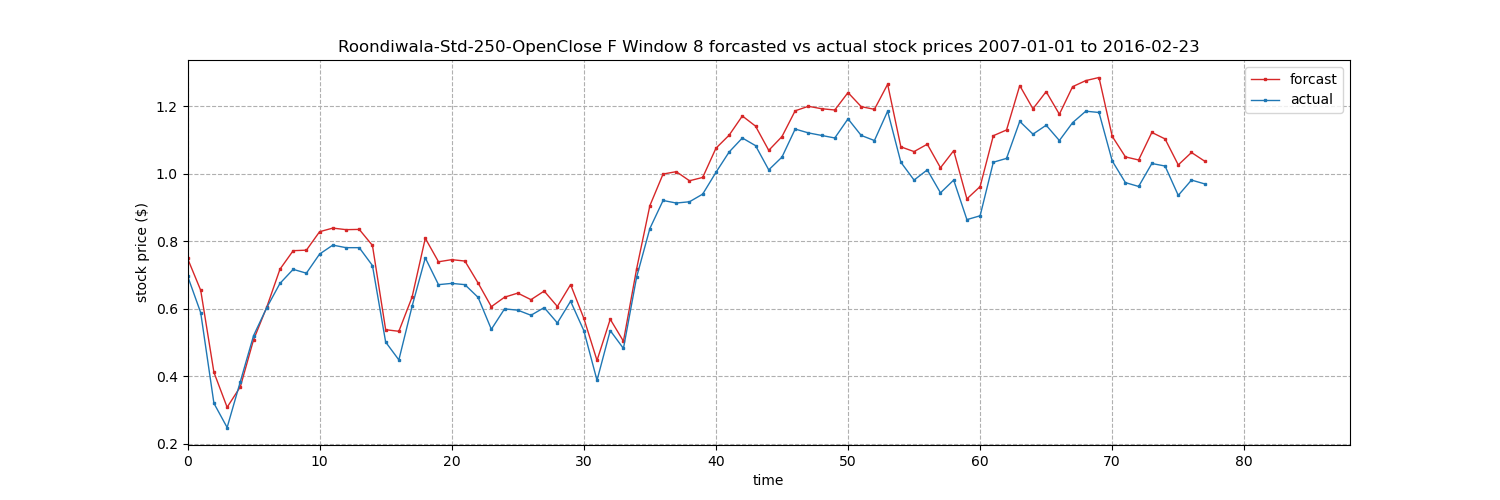 Roondiwala-Std-250-OpenClose F Window 8 forcasted vs actual stock prices 2007-01-01 to 2016-02-23
forcast
actual
1.2
1.0
0.8
0.6
0.4
0.2
stock price ($)
0 10 20 30 40 50 60 70 80
time